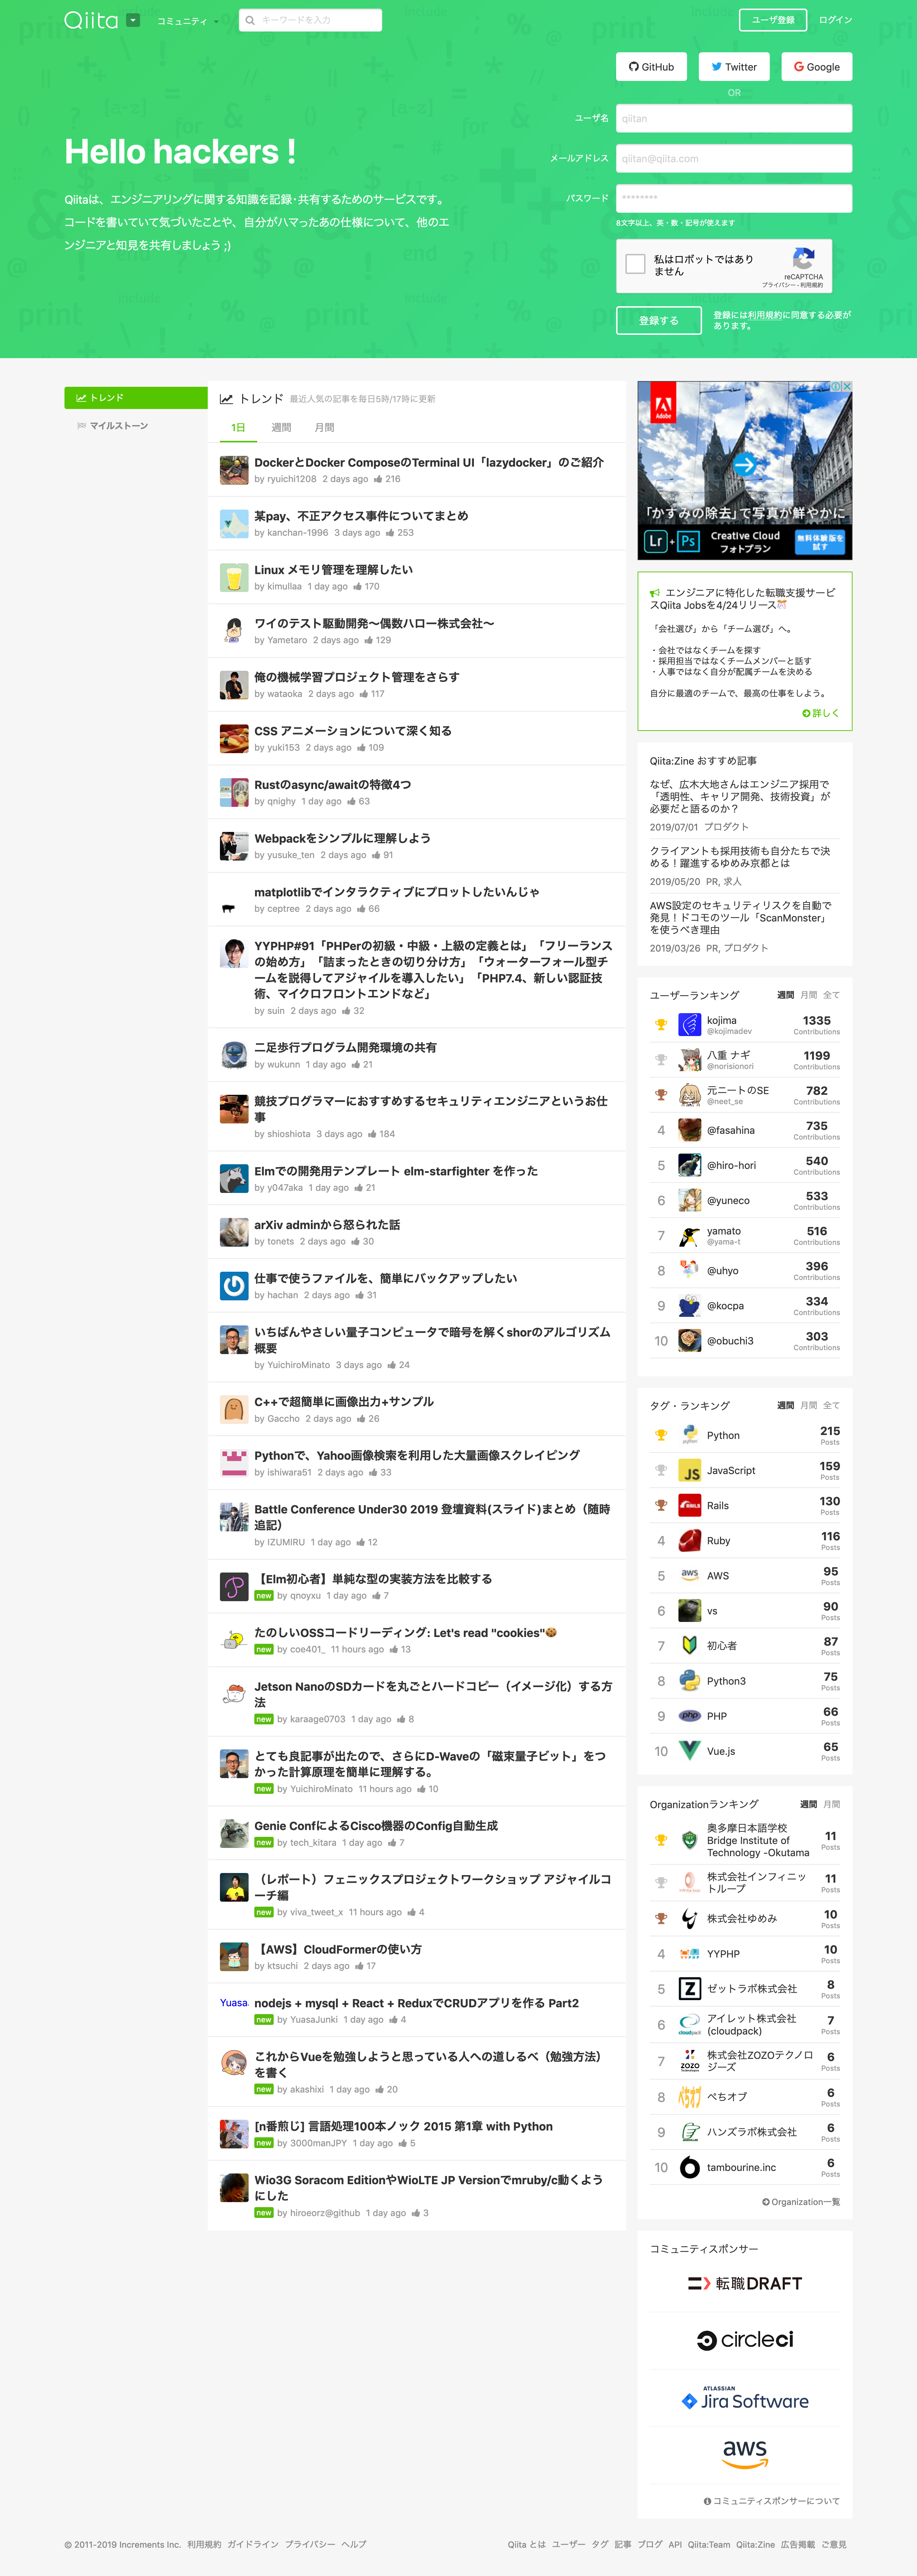 Qiita
コミュニティ
キーワードを入力
ユーザ登録
ログイン
Hello hackers !
Qiitaは、エンジニアリングに関する知識を記録・共有するためのサービスです。
コードを書いていて気づいたことや、自分がハマったあの仕様について、他のエ
ンジニアと知見を共有しましょう ;)
GitHub
Twitter
Google
OR
ユーザ名
qiitan
メールアドレス
qiitan@qiita.com
パスワード
********
8文字以上、英・数・記号が使えます
私はロボットではあり
ません
reCAPTCHA
プライバシー - 利用規約
登録する
登録には利用規約に同意する必要が
あります。
トレンド
マイルストーン
トレンド 最近人気の記事を毎日5時/17時に更新
1日 週間 月間
DockerとDocker ComposeのTerminal UI「lazydocker」のご紹介
by ryuichi1208 2 days ago 216
某pay、不正アクセス事件についてまとめ
by kanchan-1996 3 days ago 253
Linux メモリ管理を理解したい
by kimullaa 1 day ago 170
ワイのテスト駆動開発〜偶数ハロー株式会社〜
by Yametaro 2 days ago 129
俺の機械学習プロジェクト管理をさらす
by wataoka 2 days ago 117
CSS アニメーションについて深く知る
by yuki153 2 days ago 109
Rustのasync/awaitの特徴4つ
by qnighy 1 day ago 63
Webpackをシンプルに理解しよう
by yusuke_ten 2 days ago 91
matplotlibでインタラクティブにプロットしたいんじゃ
by ceptree 2 days ago 66
YYPHP#91「PHPerの初級・中級・上級の定義とは」「フリーランス
の始め方」「詰まったときの切り分け方」「ウォーターフォール型チ
ームを説得してアジャイルを導入したい」「PHP7.4、新しい認証技
術、マイクロフロントエンドなど」
by suin 2 days ago 32
二足歩行プログラム開発環境の共有
by wukunn 1 day ago 21
競技プログラマーにおすすめするセキュリティエンジニアというお仕
事
by shioshiota 3 days ago 184
Elmでの開発用テンプレート elm-starfighter を作った
by y047aka 1 day ago 21
arXiv adminから怒られた話
by tonets 2 days ago 30
仕事で使うファイルを、簡単にバックアップしたい
by hachan 2 days ago 31
いちばんやさしい量子コンピュータで暗号を解くshorのアルゴリズム
概要
by YuichiroMinato 3 days ago 24
C++で超簡単に画像出力+サンプル
by Gaccho 2 days ago 26
Pythonで、Yahoo画像検索を利用した大量画像スクレイピング
by ishiwara51 2 days ago 33
Battle Conference Under30 2019 登壇資料(スライド)まとめ（随時
追記）
by IZUMIRU 1 day ago 12
【Elm初心者】単純な型の実装方法を比較する
new by qnoyxu 1 day ago 7
たのしいOSSコードリーディング: Let's read "cookies"🍪
new by coe401_ 11 hours ago 13
Jetson NanoのSDカードを丸ごとハードコピー（イメージ化）する方
法
new by karaage0703 1 day ago 8
とても良記事が出たので、さらにD-Waveの「磁束量子ビット」をつ
かった計算原理を簡単に理解する。
new by YuichiroMinato 11 hours ago 10
Genie ConfによるCisco機器のConfig自動生成
new by tech_kitara 1 day ago 7
（レポート）フェニックスプロジェクトワークショップ アジャイルコ
ーチ編
new by viva_tweet_x 11 hours ago 4
【AWS】CloudFormerの使い方
by ktsuchi 2 days ago 17
Yuasa.
nodejs + mysql + React + ReduxでCRUDアプリを作る Part2
new by YuasaJunki 1 day ago 4
これからVueを勉強しようと思っている人への道しるべ（勉強方法）
を書く
new by akashixi 1 day ago 20
[n番煎じ] 言語処理100本ノック 2015 第1章 with Python
new by 3000manJPY 1 day ago 5
Wio3G Soracom EditionやWioLTE JP Versionでmruby/c動くよう
にした
new by hiroeorz@github 1 day ago 3
Adobe
「かすみの除去」で写真が鮮やかに
Lr + Ps Creative Cloud
フォトプラン
無料体験版を
試す
エンジニアに特化した転職支援サービ
スQiita Jobsを4/24リリース🎊
「会社選び」から「チーム選び」へ。
・会社ではなくチームを探す
・採用担当ではなくチームメンバーと話す
・人事ではなく自分が配属チームを決める
自分に最適のチームで、最高の仕事をしよう。
詳しく
Qiita:Zine おすすめ記事
なぜ、広木大地さんはエンジニア採用で
「透明性、キャリア開発、技術投資」が
必要だと語るのか？
2019/07/01 プロダクト
クライアントも採用技術も自分たちで決
める！躍進するゆめみ京都とは
2019/05/20 PR, 求人
AWS設定のセキュリティリスクを自動で
発見！ドコモのツール「ScanMonster」
を使うべき理由
2019/03/26 PR, プロダクト
ユーザーランキング 週間 月間 全て
kojima @kojimadev 1335 Contributions
八重 ナギ @norisionori 1199 Contributions
元ニートのSE @neet_se 782 Contributions
4 @fasahina 735 Contributions
5 @hiro-hori 540 Contributions
6 @yuneco 533 Contributions
7 yamato @yama-t 516 Contributions
8 @uhyo 396 Contributions
9 @kocpa 334 Contributions
10 @obuchi3 303 Contributions
タグ・ランキング 週間 月間 全て
Python 215 Posts
JavaScript 159 Posts
Rails 130 Posts
4 Ruby 116 Posts
5 AWS 95 Posts
6 vs 90 Posts
7 初心者 87 Posts
8 Python3 75 Posts
9 PHP 66 Posts
10 Vue.js 65 Posts
Organizationランキング 週間 月間
奥多摩日本語学校
Bridge Institute of
Technology -Okutama
11 Posts
株式会社インフィニッ
トループ
11 Posts
株式会社ゆめみ 10 Posts
4 YYPHP 10 Posts
5 ゼットラボ株式会社 8 Posts
6 アイレット株式会社
(cloudpack)
7 Posts
7 株式会社ZOZOテクノロ
ジーズ
6 Posts
8 ぺちオブ 6 Posts
9 ハンズラボ株式会社 6 Posts
10 tambourine.inc 6 Posts
Organization一覧
コミュニティスポンサー
転職DRAFT
circleci
ATLASSIAN
Jira Software
aws
コミュニティスポンサーについて
© 2011-2019 Increments Inc. 利用規約 ガイドライン プライバシー ヘルプ
Qiita とは ユーザー タグ 記事 ブログ API Qiita:Team Qiita:Zine 広告掲載 ご意見